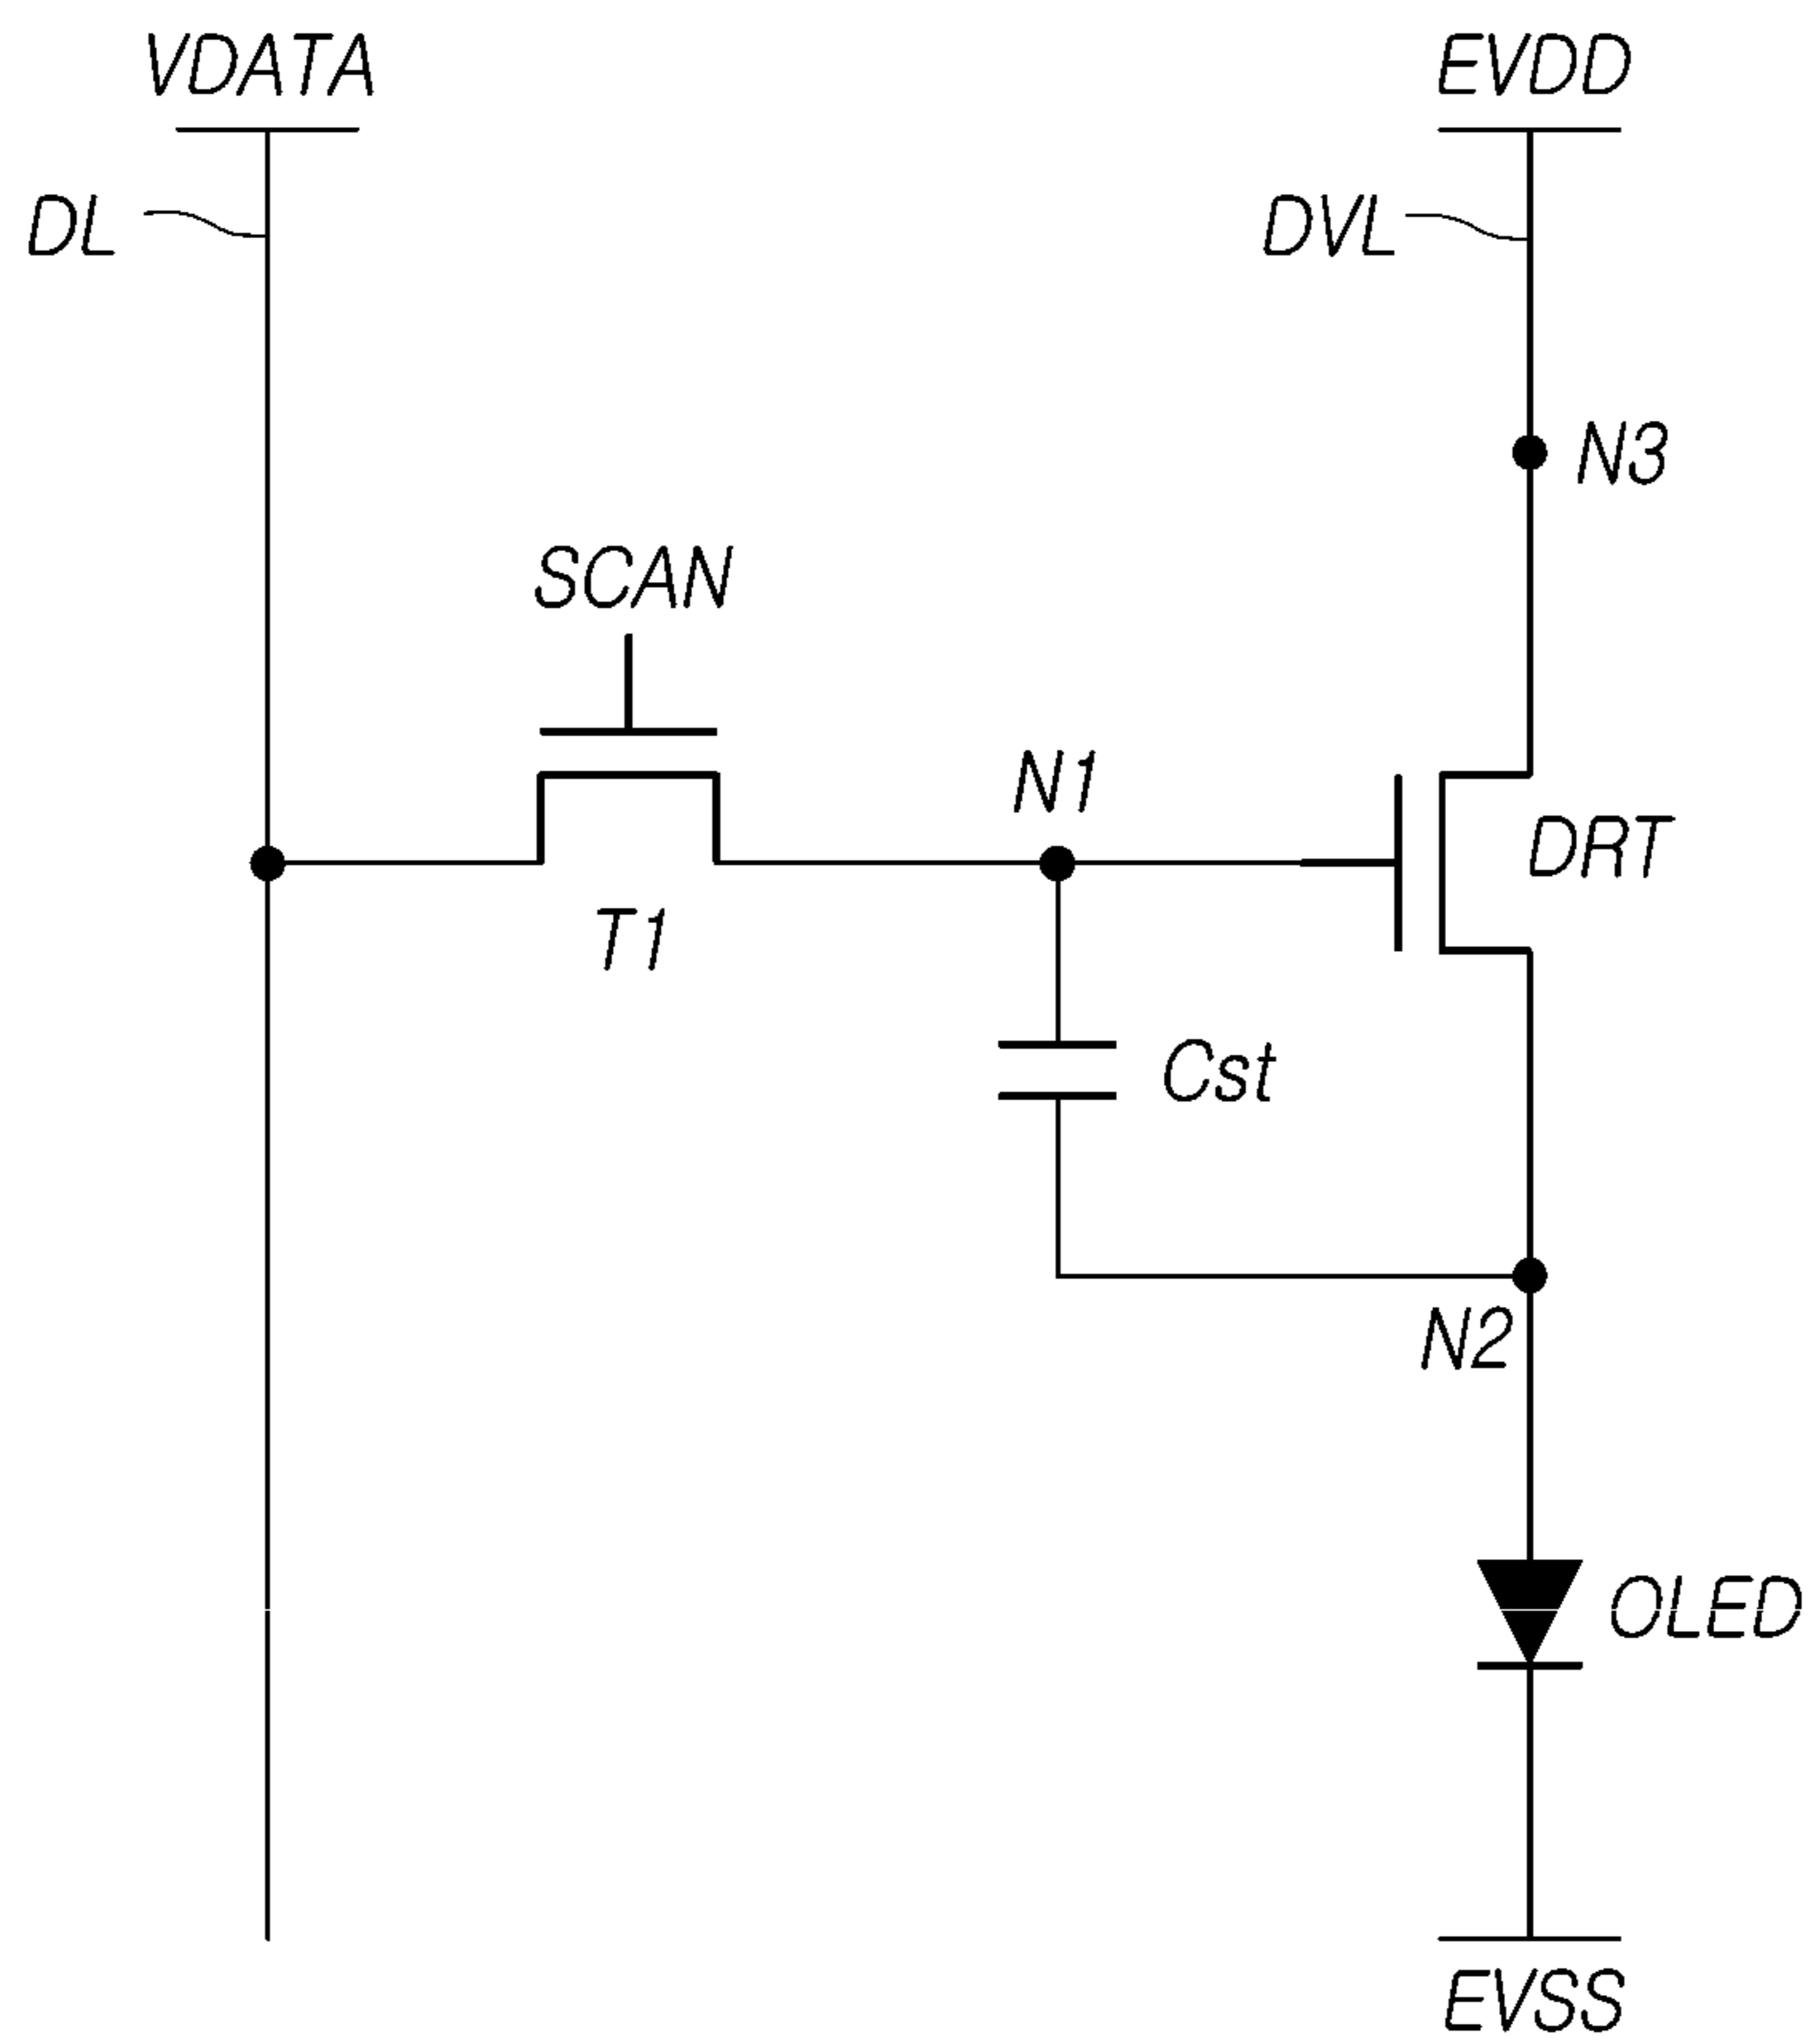 VDATA
EVDD
DL
DVL
N3
SCAN
N1
DRT
T1
Cst
N2
OLED
EVSS